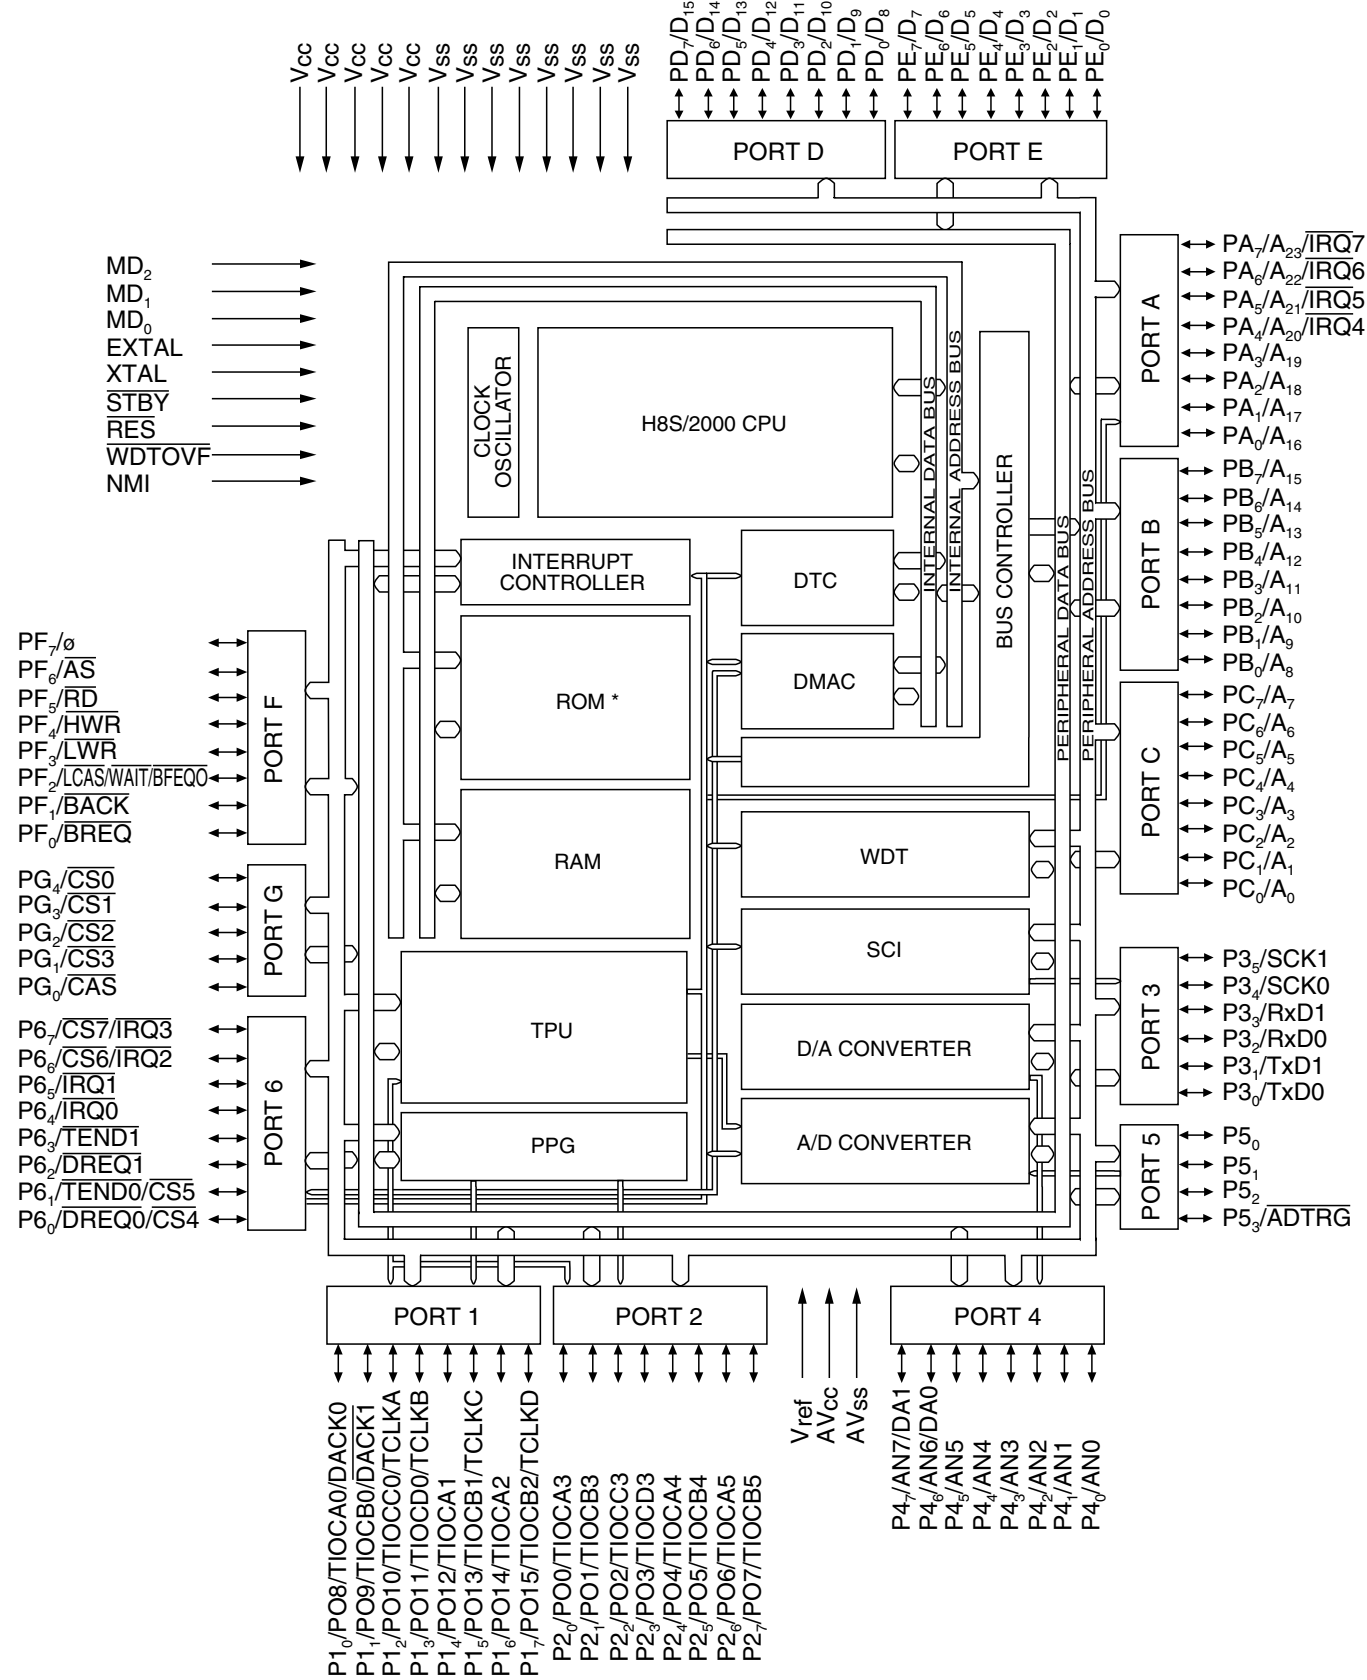 Vcc
Vcc
Vcc
Vcc
Vcc
Vss
Vss
Vss
Vss
Vss
Vss
Vss
Vss
PD7/D15
PD6/D14
PD5/D13
PD4/D12
PD3/D11
PD2/D10
PD1/D9
PD0/D8
PE7/D7
PE6/D6
PE5/D5
PE4/D4
PE3/D3
PE2/D2
PE1/D1
PE0/D0
PORT D
PORT E
MD2
MD1
MD0
EXTAL
XTAL
STBY
RES
WDTOVF
NMI
CLOCK
OSCILLATOR
H8S/2000 CPU
INTERNAL DATA BUS
INTERNAL ADDRESS BUS
BUS CONTROLLER
PERIPHERAL DATA BUS
PERIPHERAL ADDRESS BUS
INTERRUPT
CONTROLLER
DTC
ROM *
DMAC
RAM
WDT
SCI
TPU
D/A CONVERTER
PPG
A/D CONVERTER
PORT A
PA7/A23/IRQ7
PA6/A22/IRQ6
PA5/A21/IRQ5
PA4/A20/IRQ4
PA3/A19
PA2/A18
PA1/A17
PA0/A16
PORT B
PB7/A15
PB6/A14
PB5/A13
PB4/A12
PB3/A11
PB2/A10
PB1/A9
PB0/A8
PORT C
PC7/A7
PC6/A6
PC5/A5
PC4/A4
PC3/A3
PC2/A2
PC1/A1
PC0/A0
PORT 3
P35/SCK1
P34/SCK0
P33/RxD1
P32/RxD0
P31/TxD1
P30/TxD0
PORT 5
P50
P51
P52
P53/ADTRG
PF7/ø
PF6/AS
PF5/RD
PF4/HWR
PF3/LWR
PF2/LCAS/WAIT/BFEQO
PF1/BACK
PF0/BREQ
PORT F
PG4/CS0
PG3/CS1
PG2/CS2
PG1/CS3
PG0/CAS
PORT G
P67/CS7/IRQ3
P66/CS6/IRQ2
P65/IRQ1
P64/IRQ0
P63/TEND1
P62/DREQ1
P61/TEND0/CS5
P60/DREQ0/CS4
PORT 6
PORT 1
PORT 2
PORT 4
P10/PO8/TIOCA0/DACK0
P11/PO9/TIOCB0/DACK1
P12/PO10/TIOCC0/TCLKA
P13/PO11/TIOCD0/TCLKB
P14/PO12/TIOCA1
P15/PO13/TIOCB1/TCLKC
P16/PO14/TIOCA2
P17/PO15/TIOCB2/TCLKD
P20/PO0/TIOCA3
P21/PO1/TIOCB3
P22/PO2/TIOCC3
P23/PO3/TIOCD3
P24/PO4/TIOCA4
P25/PO5/TIOCB4
P26/PO6/TIOCA5
P27/PO7/TIOCB5
Vref
AVcc
AVss
P47/AN7/DA1
P46/AN6/DA0
P45/AN5
P44/AN4
P43/AN3
P42/AN2
P41/AN1
P40/AN0